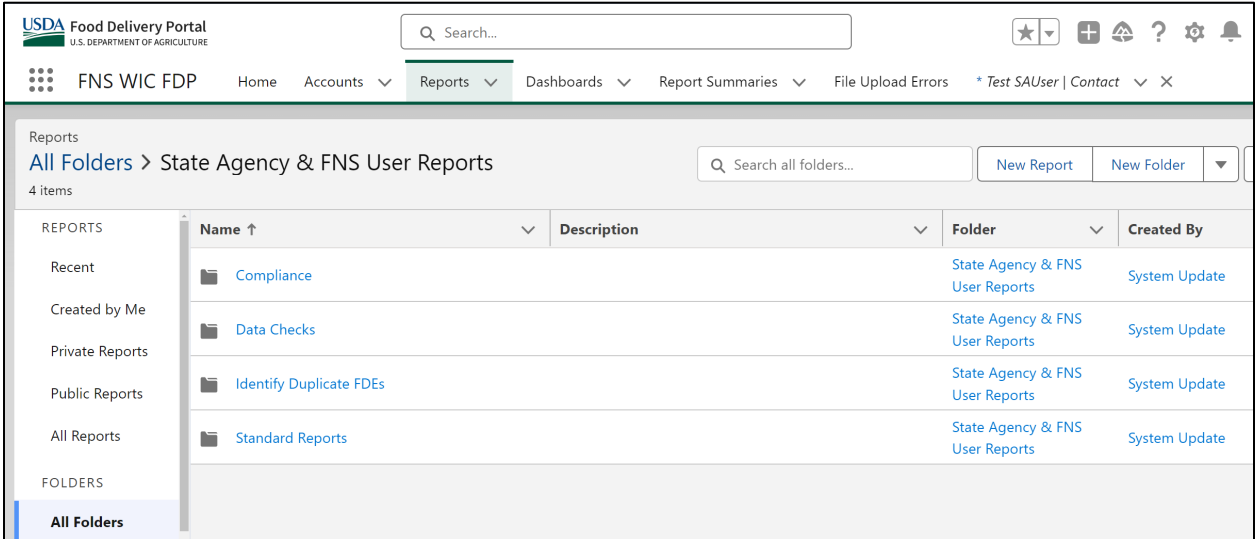 USDA Food Delivery Portal
U.S. DEPARTMENT OF AGRICULTURE
Search...
FNS WIC FDP Home Accounts Reports Dashboards Report Summaries File Upload Errors * Test SAUser | Contact
Reports
All Folders > State Agency & FNS User Reports
4 items
Search all folders...
New Report
New Folder
REPORTS
Recent
Created by Me
Private Reports
Public Reports
All Reports
FOLDERS
All Folders
Name ↑ Description Folder Created By
Compliance State Agency & FNS User Reports System Update
Data Checks State Agency & FNS User Reports System Update
Identify Duplicate FDEs State Agency & FNS User Reports System Update
Standard Reports State Agency & FNS User Reports System Update